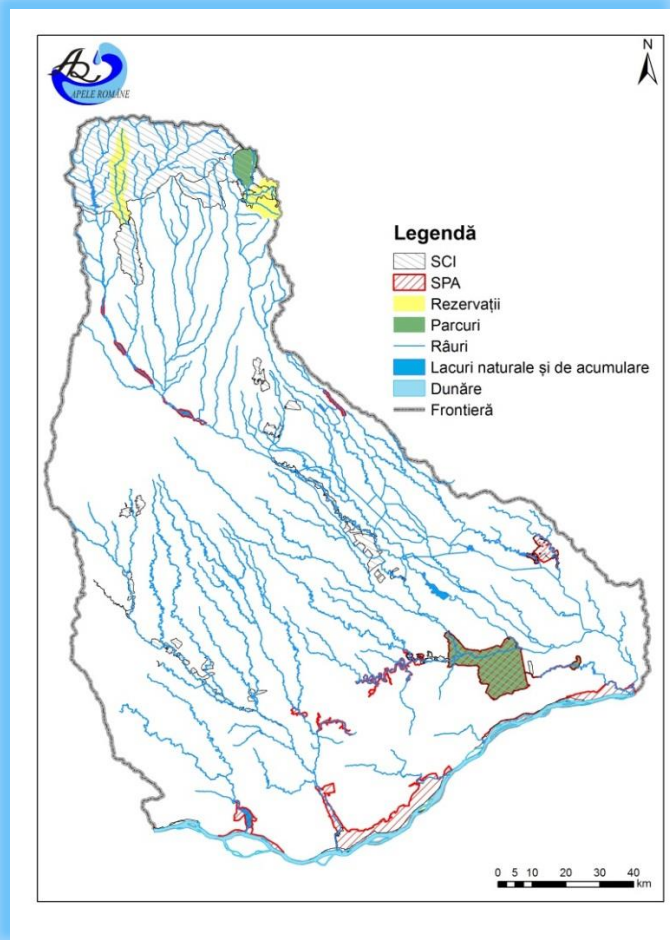 APELE ROMÂNE
N
Legendă
SCI
SPA
Rezervații
Parcuri
Râuri
Lacuri naturale și de acumulare
Dunăre
Frontieră
0 5 10 20 30 40
km